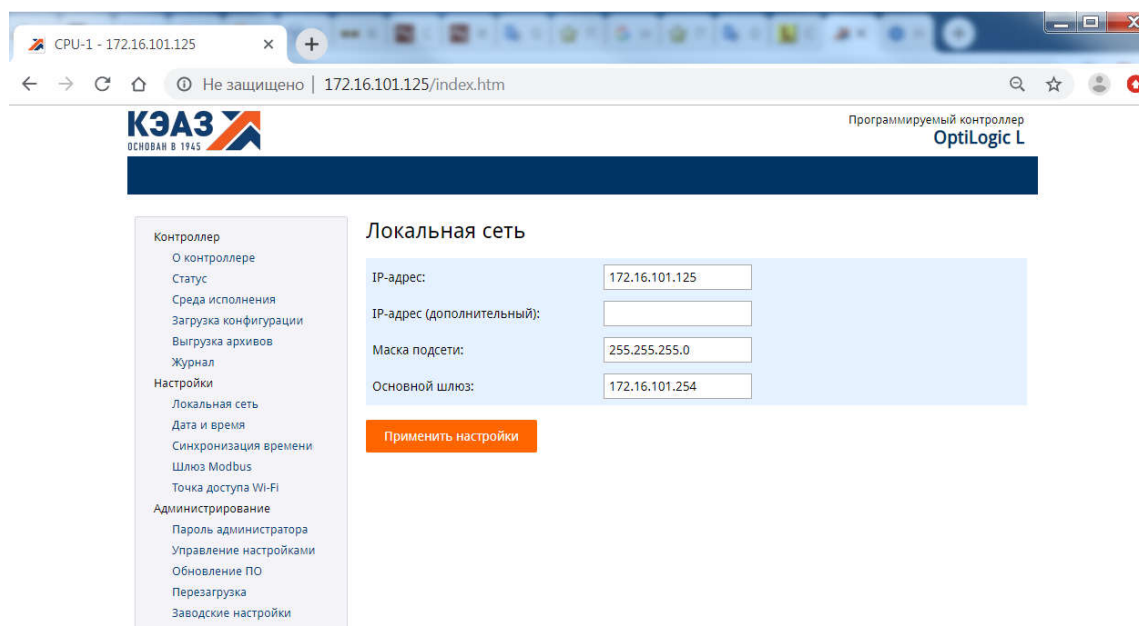 CPU-1 - 172.16.101.125
Не защищено | 172.16.101.125/index.htm
КЭАЗ
ОСНОВАН В 1945
Программируемый контроллер
OptiLogic L
Контроллер
О контроллере
Статус
Среда исполнения
Загрузка конфигурации
Выгрузка архивов
Журнал
Настройки
Локальная сеть
Дата и время
Синхронизация времени
Шлюз Modbus
Точка доступа Wi-Fi
Администрирование
Пароль администратора
Управление настройками
Обновление ПО
Перезагрузка
Заводские настройки
Локальная сеть
IP-адрес: 172.16.101.125
IP-адрес (дополнительный):
Маска подсети: 255.255.255.0
Основной шлюз: 172.16.101.254
Применить настройки